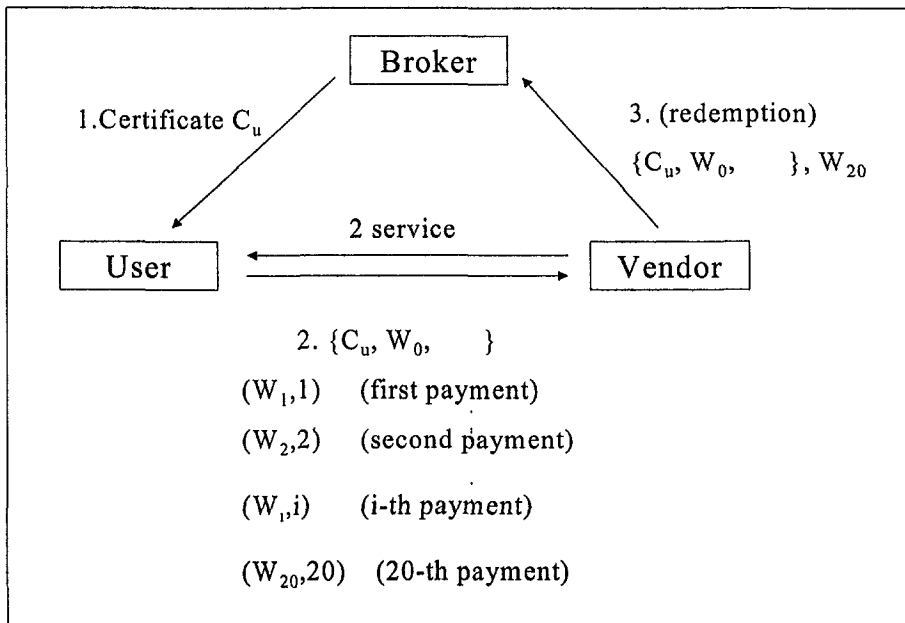 Broker
1.Certificate C_u
3. (redemption)
{C_u, W_0, }, W_20
2 service
User
Vendor
2. {C_u, W_0, }
(W_1,1) (first payment)
(W_2,2) (second payment)
(W_i,i) (i-th payment)
(W_20,20) (20-th payment)